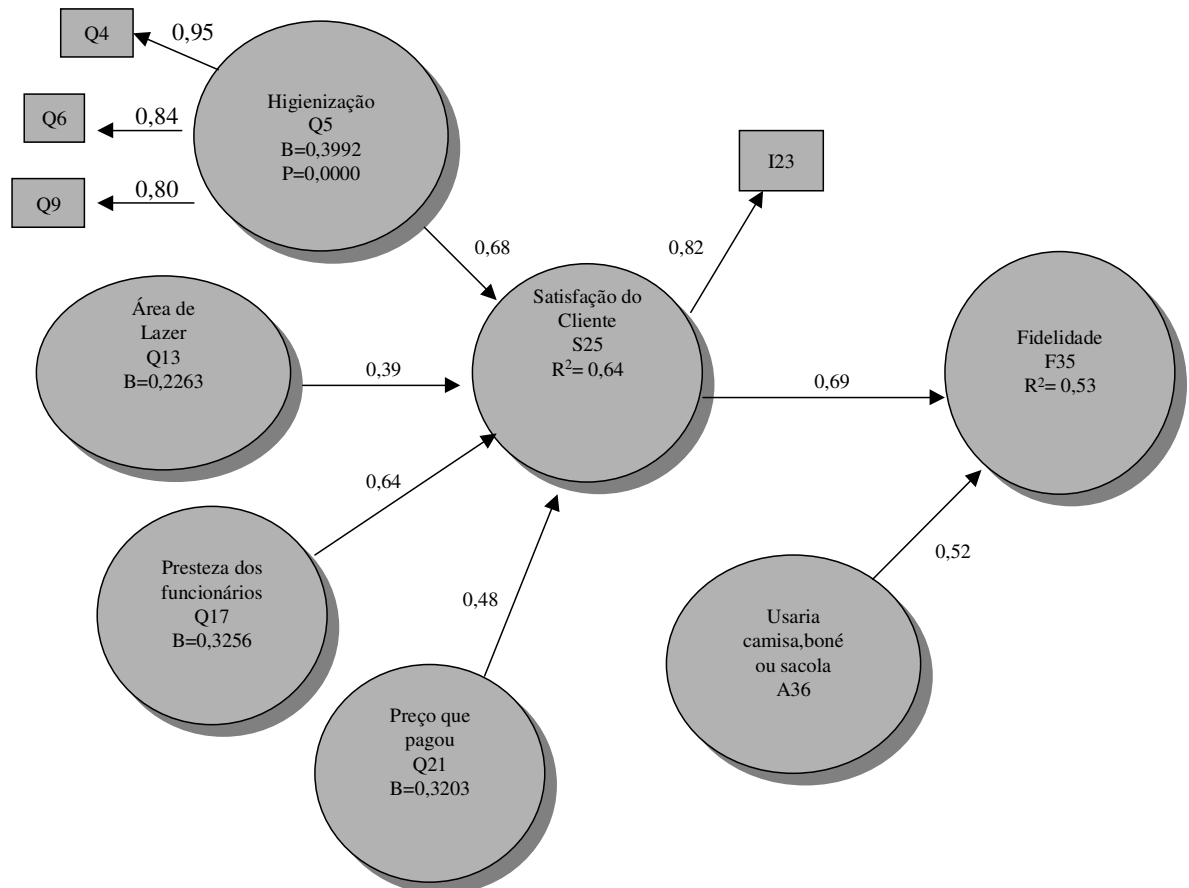 Q4
0,95
Higienização
Q5
B=0,3992
P=0,0000
Q6
0,84
Q9
0,80
I23
0,68
0,82
Área de
Lazer
Q13
B=0,2263
0,39
Satisfação do
Cliente
S25
R²= 0,64
0,69
Fidelidade
F35
R²= 0,53
0,64
Presteza dos
funcionários
Q17
B=0,3256
0,48
0,52
Preço que
pagou
Q21
B=0,3203
Usaria
camisa,boné
ou sacola
A36